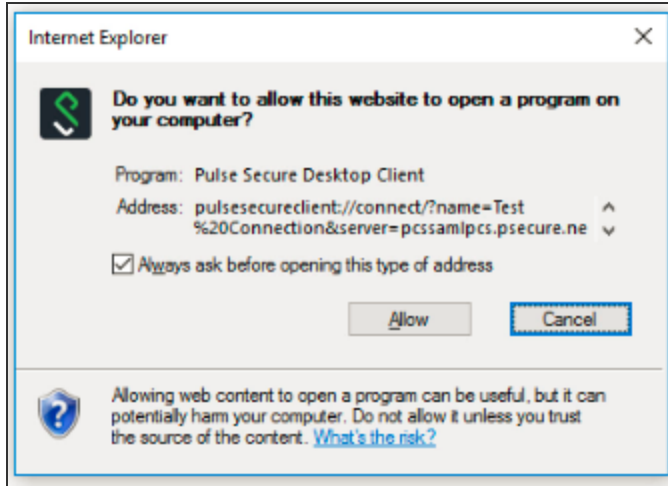 Internet Explorer
Do you want to allow this website to open a program on
your computer?
Program: Pulse Secure Desktop Client
Address: pulsesecureclient://connect/?name=Test
%20Connection&server=pcssamlpcs.psecure.ne
Always ask before opening this type of address
Allow
Cancel
Allowing web content to open a program can be useful, but it can
potentially harm your computer. Do not allow it unless you trust
the source of the content. What's the risk?